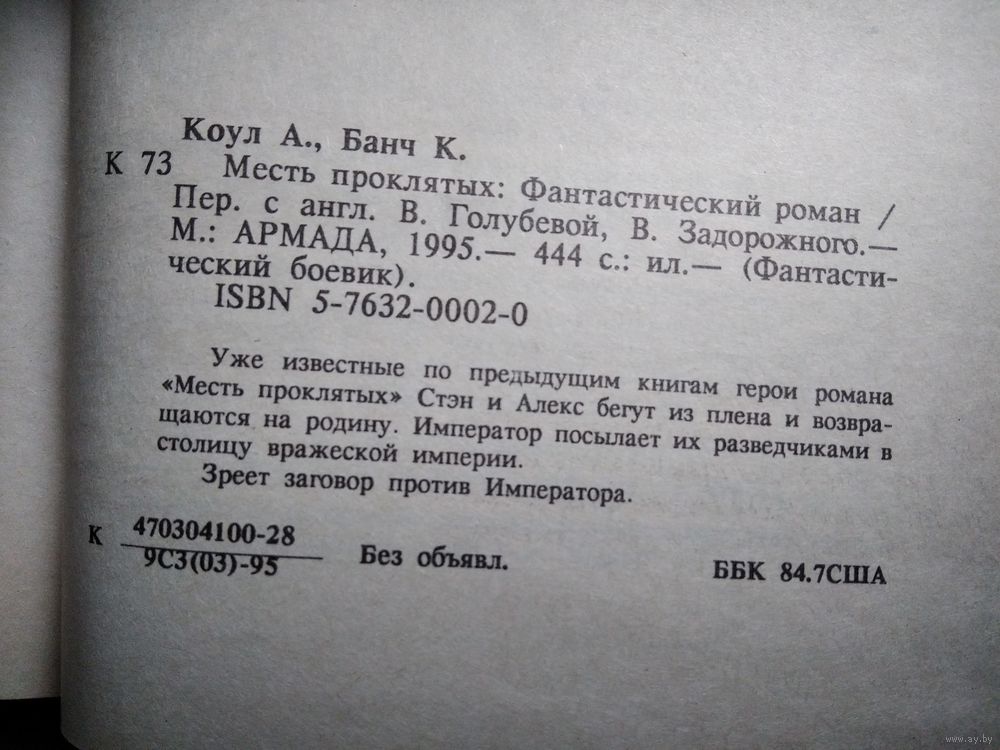 Коул А., Банч К.
К 73 Месть проклятых: Фантастический роман /
Пер. с англ. В. Голубевой, В. Задорожного.—
М.: АРМАДА, 1995.— 444 с.: ил.— (Фантасти-
ческий боевик).
ISBN 5-7632-0002-0
Уже известные по предыдущим книгам герои романа
«Месть проклятых» Стэн и Алекс бегут из плена и возвра-
щаются на родину. Император посылает их разведчиками в
столицу вражеской империи.
Зреет заговор против Императора.
К 470304100-28
9С3(03)-95 Без объявл. ББК 84.7США
www.ay.by